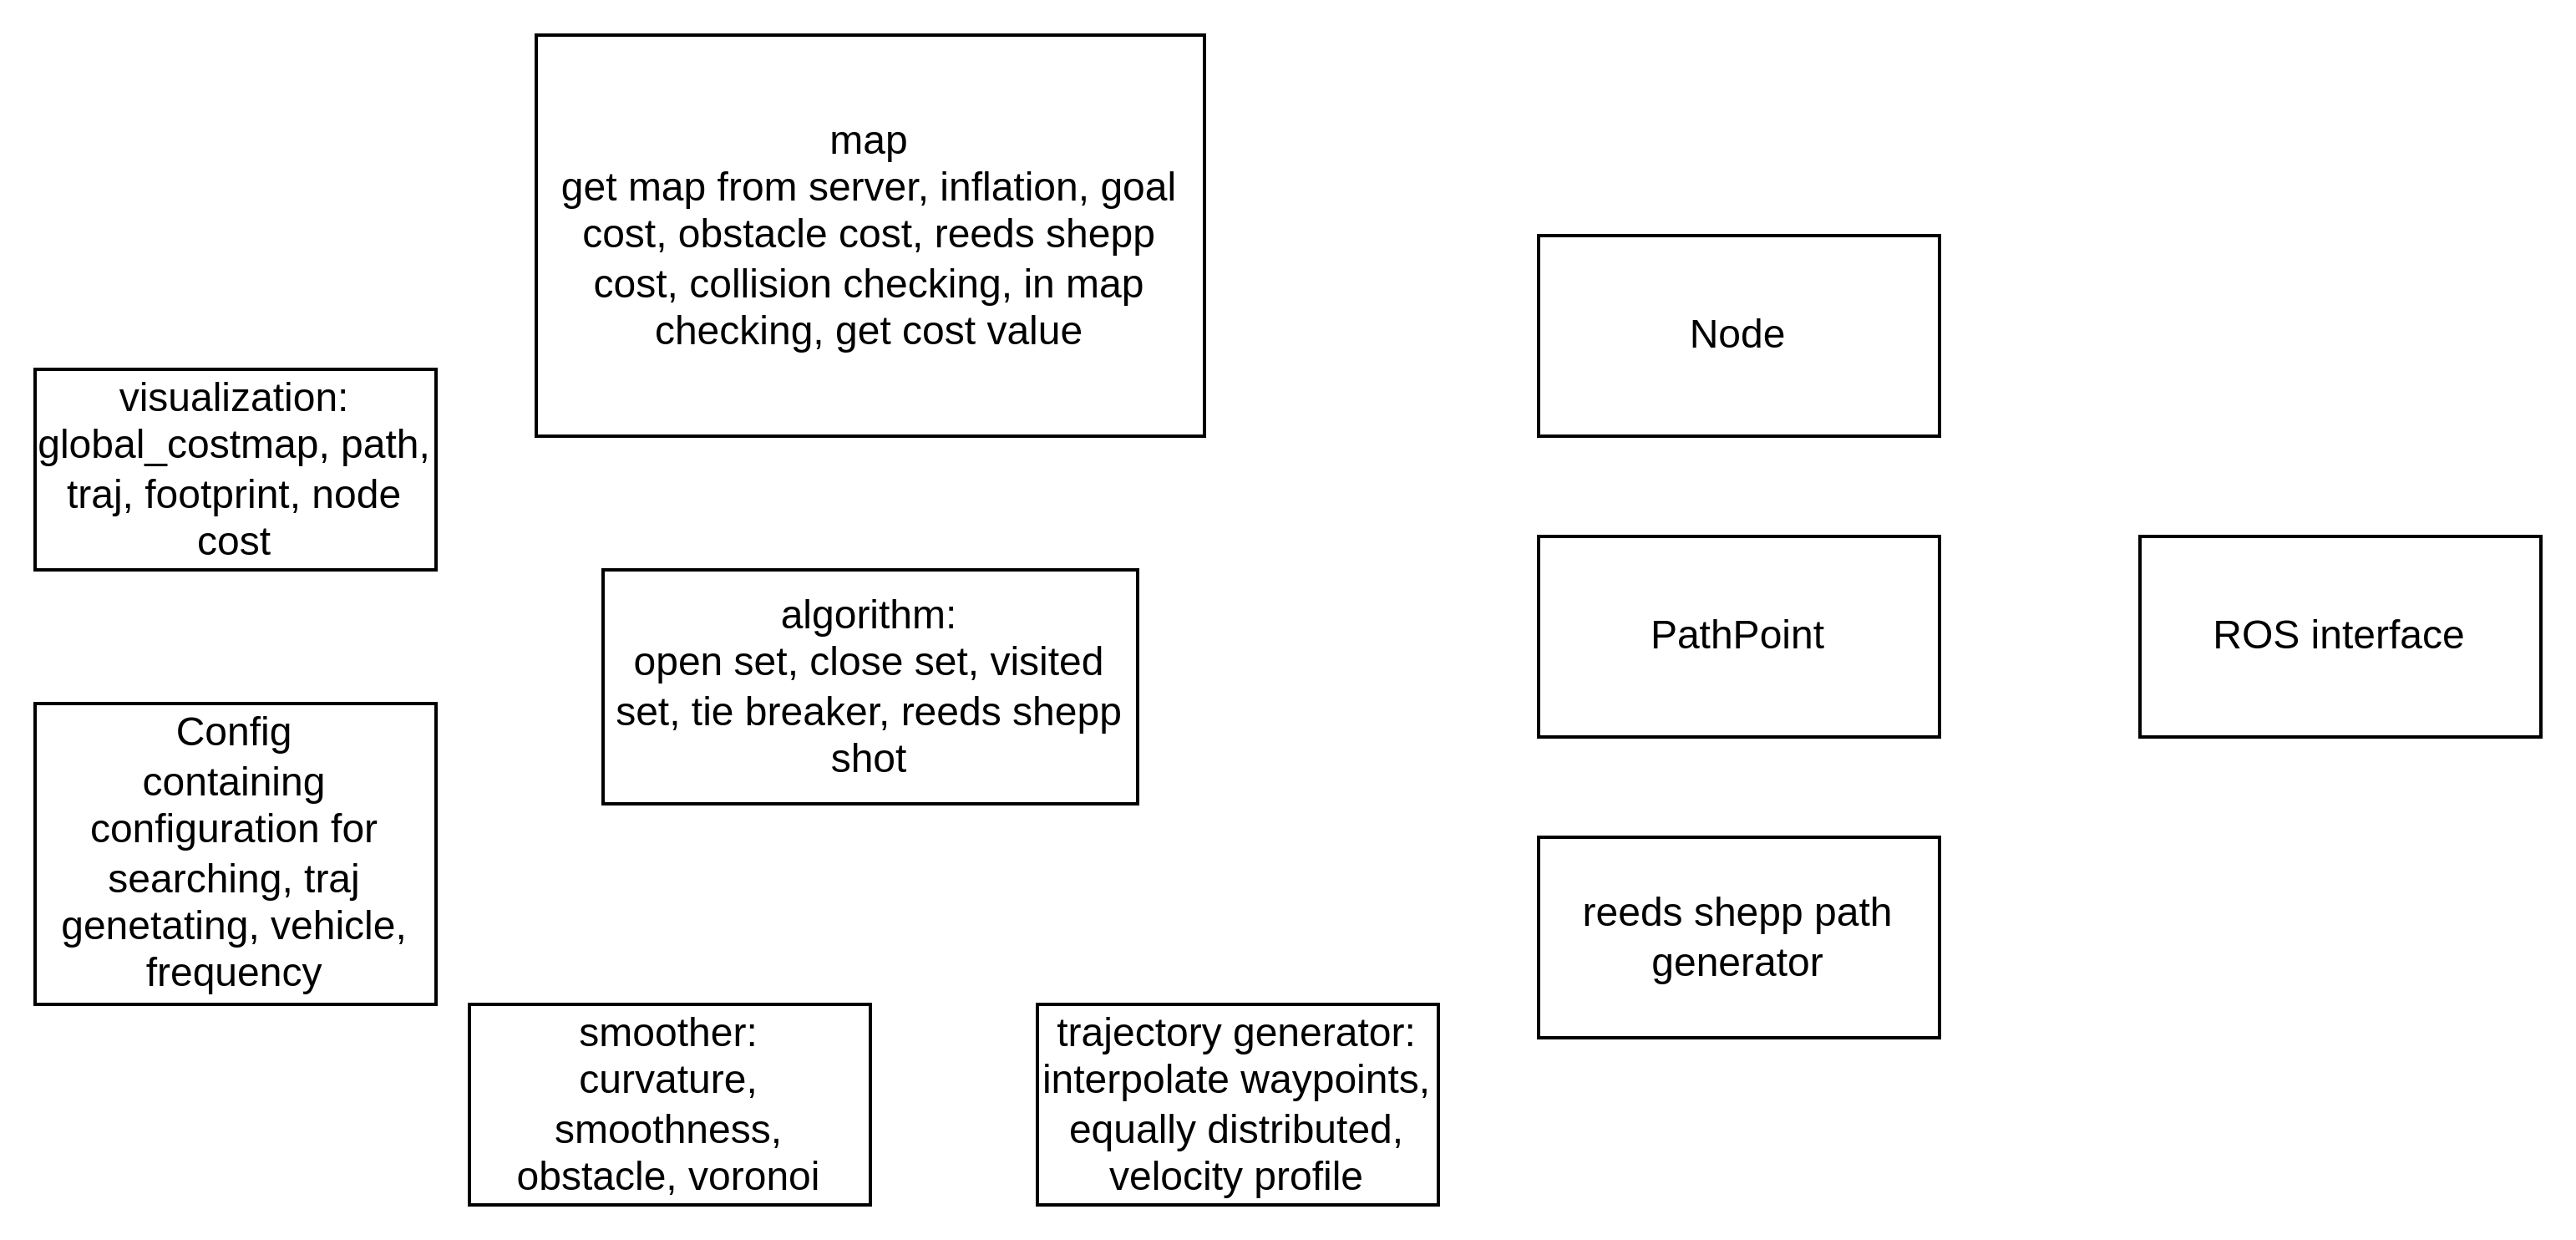 map
get map from server, inflation, goal
cost, obstacle cost, reeds shepp
cost, collision checking, in map
checking, get cost value
Node
visualization:
global_costmap, path,
traj, footprint, node
cost
algorithm:
open set, close set, visited
set, tie breaker, reeds shepp
shot
PathPoint
ROS interface
Config
containing
configuration for
searching, traj
genetating, vehicle,
frequency
reeds shepp path
generator
smoother:
curvature,
smoothness,
obstacle, voronoi
trajectory generator:
interpolate waypoints,
equally distributed,
velocity profile